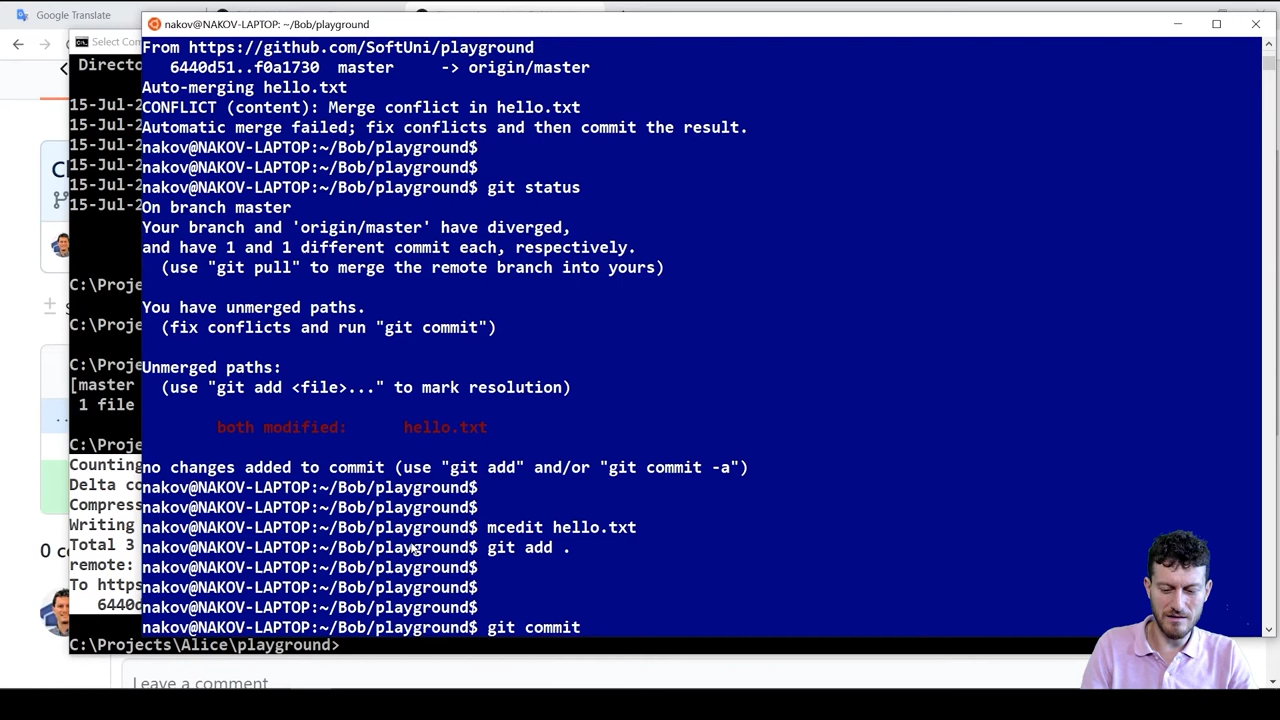 Google Translate
nakov@NAKOV-LAPTOP: ~/Bob/playground
Select Com
From https://github.com/SoftUni/playground
6440d51..f0a1730 master -> origin/master
Auto-merging hello.txt
CONFLICT (content): Merge conflict in hello.txt
Automatic merge failed; fix conflicts and then commit the result.
nakov@NAKOV-LAPTOP:~/Bob/playground$
nakov@NAKOV-LAPTOP:~/Bob/playground$
nakov@NAKOV-LAPTOP:~/Bob/playground$ git status
On branch master
Your branch and 'origin/master' have diverged,
and have 1 and 1 different commit each, respectively.
(use "git pull" to merge the remote branch into yours)
You have unmerged paths.
(fix conflicts and run "git commit")
Unmerged paths:
(use "git add <file>..." to mark resolution)
both modified: hello.txt
no changes added to commit (use "git add" and/or "git commit -a")
nakov@NAKOV-LAPTOP:~/Bob/playground$
nakov@NAKOV-LAPTOP:~/Bob/playground$
nakov@NAKOV-LAPTOP:~/Bob/playground$ mcedit hello.txt
nakov@NAKOV-LAPTOP:~/Bob/playground$ git add .
nakov@NAKOV-LAPTOP:~/Bob/playground$
nakov@NAKOV-LAPTOP:~/Bob/playground$
nakov@NAKOV-LAPTOP:~/Bob/playground$
nakov@NAKOV-LAPTOP:~/Bob/playground$ git commit
Directo
15-Jul-2
15-Jul-2
15-Jul-2
15-Jul-2
15-Jul-2
15-Jul-2
C:\Proje
C:\Proje
C:\Proje
[master
1 file
C:\Proje
Counting
Delta co
Compress
Writing
Total 3
remote:
To https
6440d
C:\Projects\Alice\playground>
0 co
Leave a comment